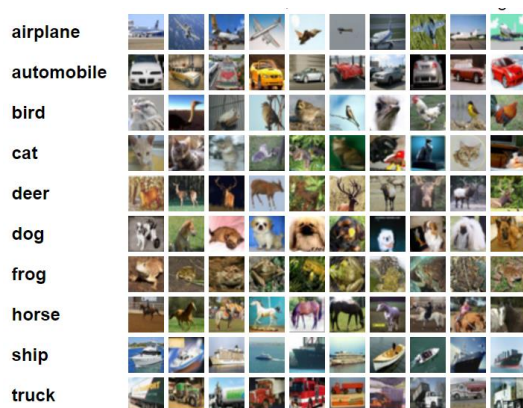 airplane
automobile
bird
cat
deer
dog
frog
horse
ship
truck